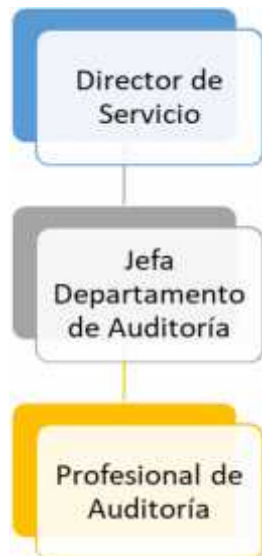 Director de
Servicio
Jefa
Departamento
de Auditoría
Profesional de
Auditoría